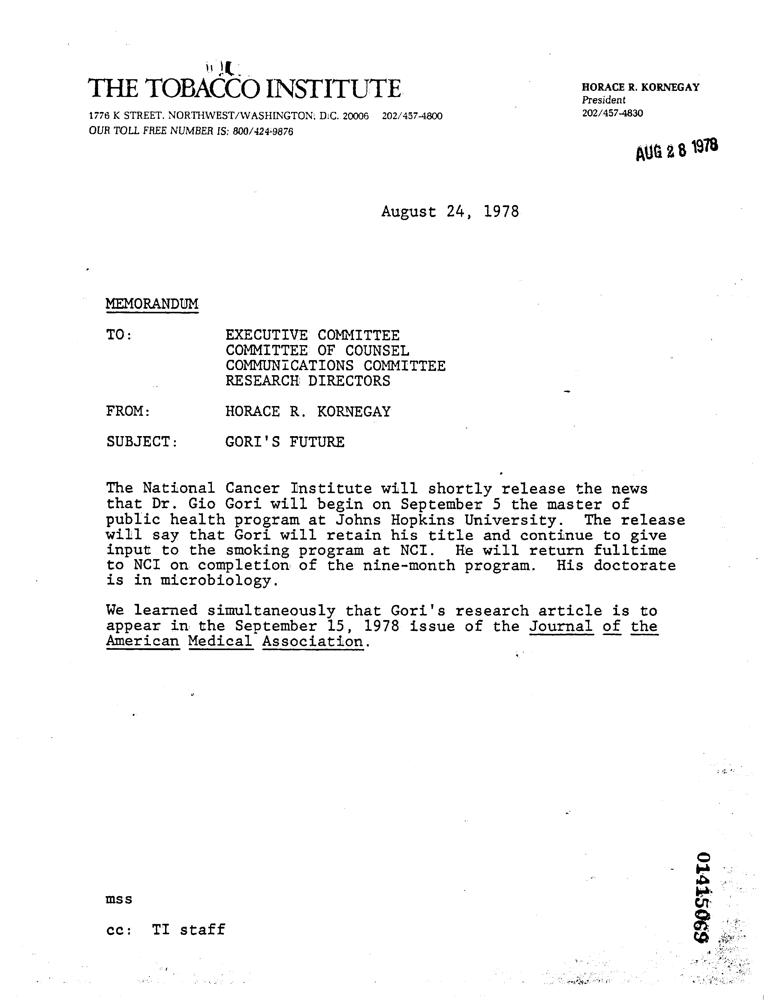 THE TOBACCO INSTITUTE
1776 K STREET, NORTHWEST/WASHINGTON, D.C. 20006 202/457-4800
OUR TOLL FREE NUMBER IS: 800/424-9876
HORACE R. KORNEGAY
President
202/457-4830
AUG 28 1978
August 24, 1978
MEMORANDUM
TO: EXECUTIVE COMMITTEE
COMMITTEE OF COUNSEL
COMMUNICATIONS COMMITTEE
RESEARCH DIRECTORS
FROM: HORACE R. KORNEGAY
SUBJECT: GORI'S FUTURE
The National Cancer Institute will shortly release the news
that Dr. Gio Gori will begin on September 5 the master of
public health program at Johns Hopkins University. The release
will say that Gori will retain his title and continue to give
input to the smoking program at NCI. He will return fulltime
to NCI on completion of the nine-month program. His doctorate
is in microbiology.
We learned simultaneously that Gori's research article is to
appear in the September 15, 1978 issue of the Journal of the
American Medical Association.
mss
cc: TI staff
01415069